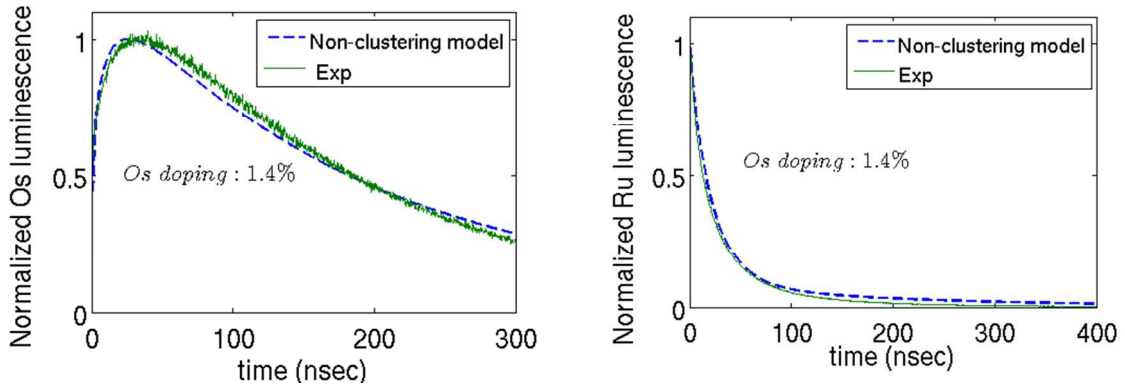 Normalized Os luminescence
1
0.5
0
Non-clustering model
Exp
Os doping : 1.4%
0 100 200 300
time (nsec)
Normalized Ru luminescence
1
0.5
0
Non-clustering model
Exp
Os doping : 1.4%
0 100 200 300 400
time (nsec)